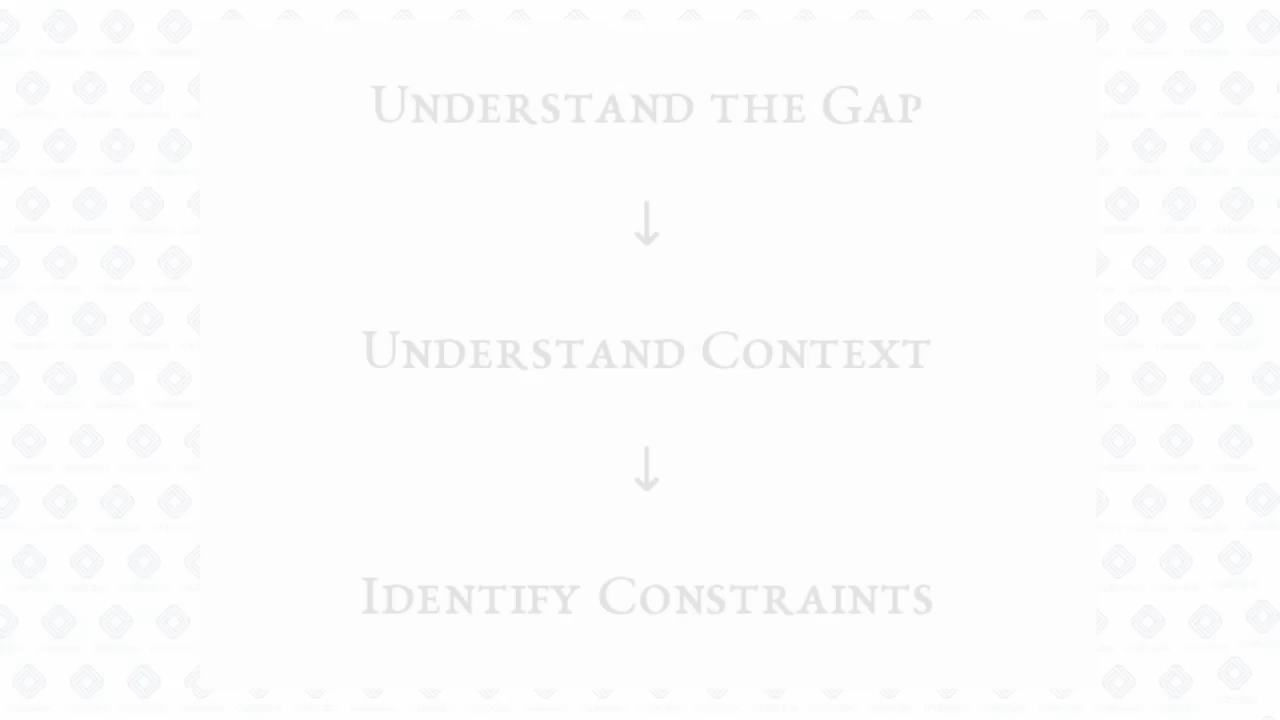 Understand the Gap
↓
Understand Context
↓
Identify Constraints